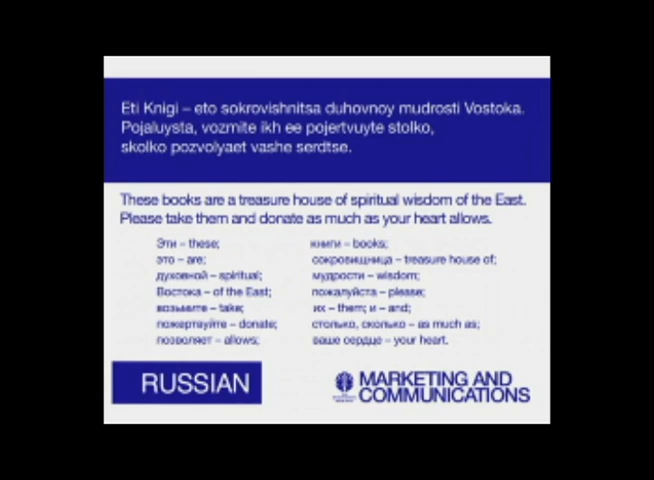 Eti Knigi – eto sokrovishnitsa duhovnoy mudrosti Vostoka.
Pojaluysta, vozmite ikh ee pojertvuyte stolko,
skolko pozvolyaet vashe serdtse.
These books are a treasure house of spiritual wisdom of the East.
Please take them and donate as much as your heart allows.
Эти – these; книги – books;
это – are; сокровищница – treasure house of;
духовной – spiritual; мудрости – wisdom;
Востока – of the East; пожалуйста – please;
возьмите – take; их – them; и – and;
пожертвуйте – donate; столько, сколько – as much as;
позволяет – allows; ваше сердце – your heart.
RUSSIAN
MARKETING AND
COMMUNICATIONS